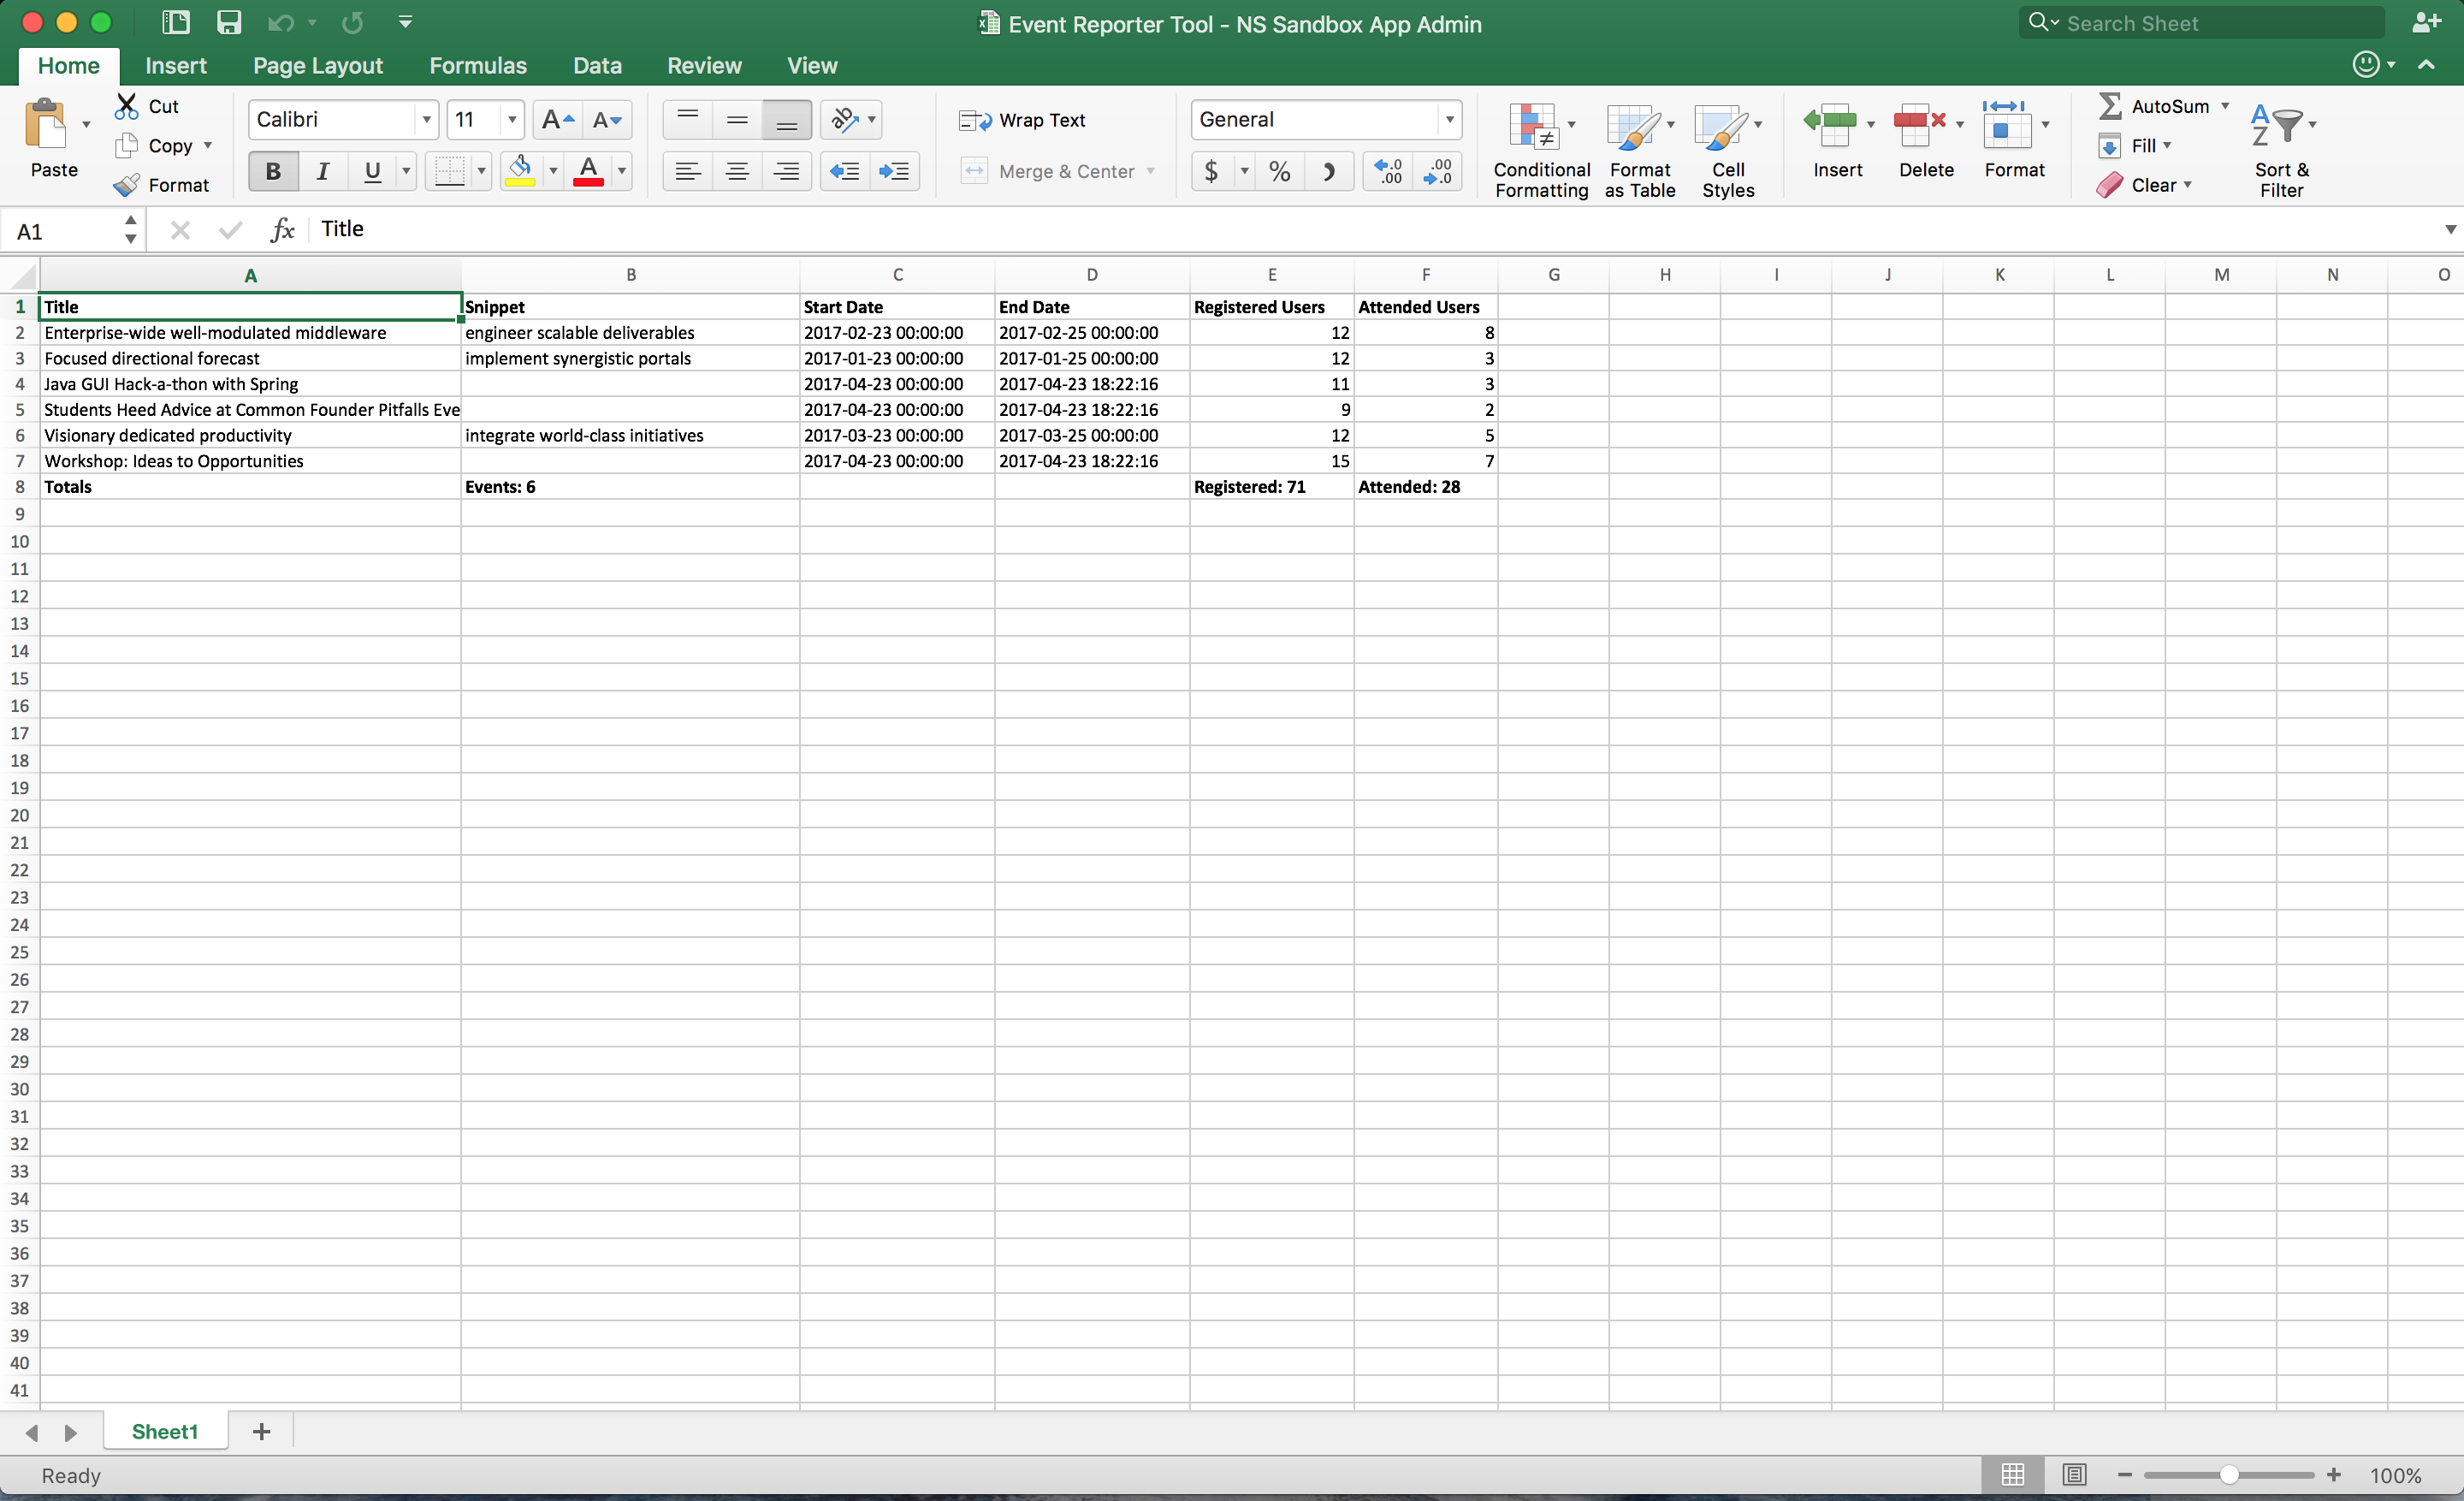 Event Reporter Tool - NS Sandbox App Admin
Search Sheet
Home Insert Page Layout Formulas Data Review View
Paste
Cut
Copy
Format
Calibri 11 A A
B I U A
Wrap Text
Merge & Center
General
$ % .0 .00 .00 .0
Conditional Formatting
Format as Table
Cell Styles
Insert
Delete
Format
AutoSum
Fill
Clear
A Z
Sort & Filter
A1 fx Title
A B C D E F G H I J K L M N O
1 Title Snippet Start Date End Date Registered Users Attended Users
2 Enterprise-wide well-modulated middleware engineer scalable deliverables 2017-02-23 00:00:00 2017-02-25 00:00:00 12 8
3 Focused directional forecast implement synergistic portals 2017-01-23 00:00:00 2017-01-25 00:00:00 12 3
4 Java GUI Hack-a-thon with Spring 2017-04-23 00:00:00 2017-04-23 18:22:16 11 3
5 Students Heed Advice at Common Founder Pitfalls Eve 2017-04-23 00:00:00 2017-04-23 18:22:16 9 2
6 Visionary dedicated productivity integrate world-class initiatives 2017-03-23 00:00:00 2017-03-25 00:00:00 12 5
7 Workshop: Ideas to Opportunities 2017-04-23 00:00:00 2017-04-23 18:22:16 15 7
8 Totals Events: 6 Registered: 71 Attended: 28
9
10
11
12
13
14
15
16
17
18
19
20
21
22
23
24
25
26
27
28
29
30
31
32
33
34
35
36
37
38
39
40
41
Sheet1
Ready 100%